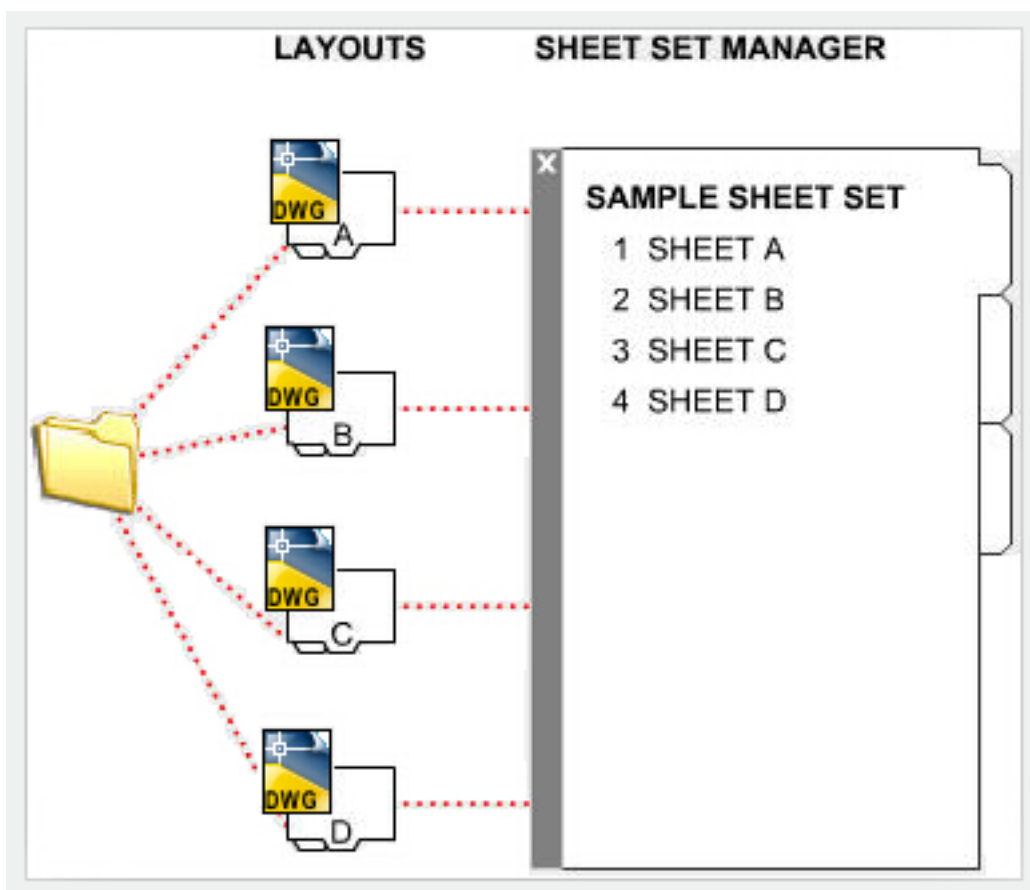 LAYOUTS
SHEET SET MANAGER
X
SAMPLE SHEET SET
1 SHEET A
2 SHEET B
3 SHEET C
4 SHEET D
DWG
A
DWG
B
DWG
C
DWG
D